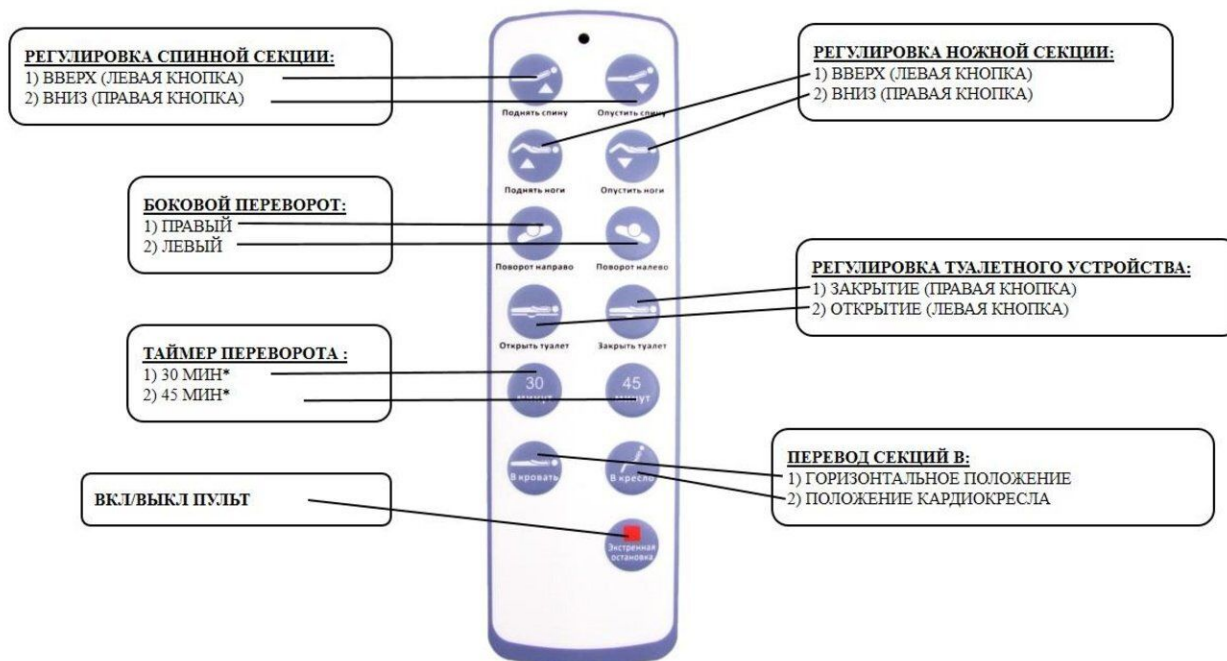 РЕГУЛИРОВКА СПИННОЙ СЕКЦИИ:
1) ВВЕРХ (ЛЕВАЯ КНОПКА)
2) ВНИЗ (ПРАВАЯ КНОПКА)
РЕГУЛИРОВКА НОЖНОЙ СЕКЦИИ:
1) ВВЕРХ (ЛЕВАЯ КНОПКА)
2) ВНИЗ (ПРАВАЯ КНОПКА)
БОКОВОЙ ПЕРЕВОРОТ:
1) ПРАВЫЙ
2) ЛЕВЫЙ
РЕГУЛИРОВКА ТУАЛЕТНОГО УСТРОЙСТВА:
1) ЗАКРЫТИЕ (ПРАВАЯ КНОПКА)
2) ОТКРЫТИЕ (ЛЕВАЯ КНОПКА)
ТАЙМЕР ПЕРЕВОРОТА :
1) 30 МИН*
2) 45 МИН*
ПЕРЕВОД СЕКЦИЙ В:
1) ГОРИЗОНТАЛЬНОЕ ПОЛОЖЕНИЕ
2) ПОЛОЖЕНИЕ КАРДИОКРЕСЛА
ВКЛ/ВЫКЛ ПУЛЬТ
Поднять спину
Опустить спину
Поднять ноги
Опустить ноги
Поворот направо
Поворот налево
Открыть туалет
Закрыть туалет
30
минут
45
минут
В кровать
В кресло
Экстренная
остановка